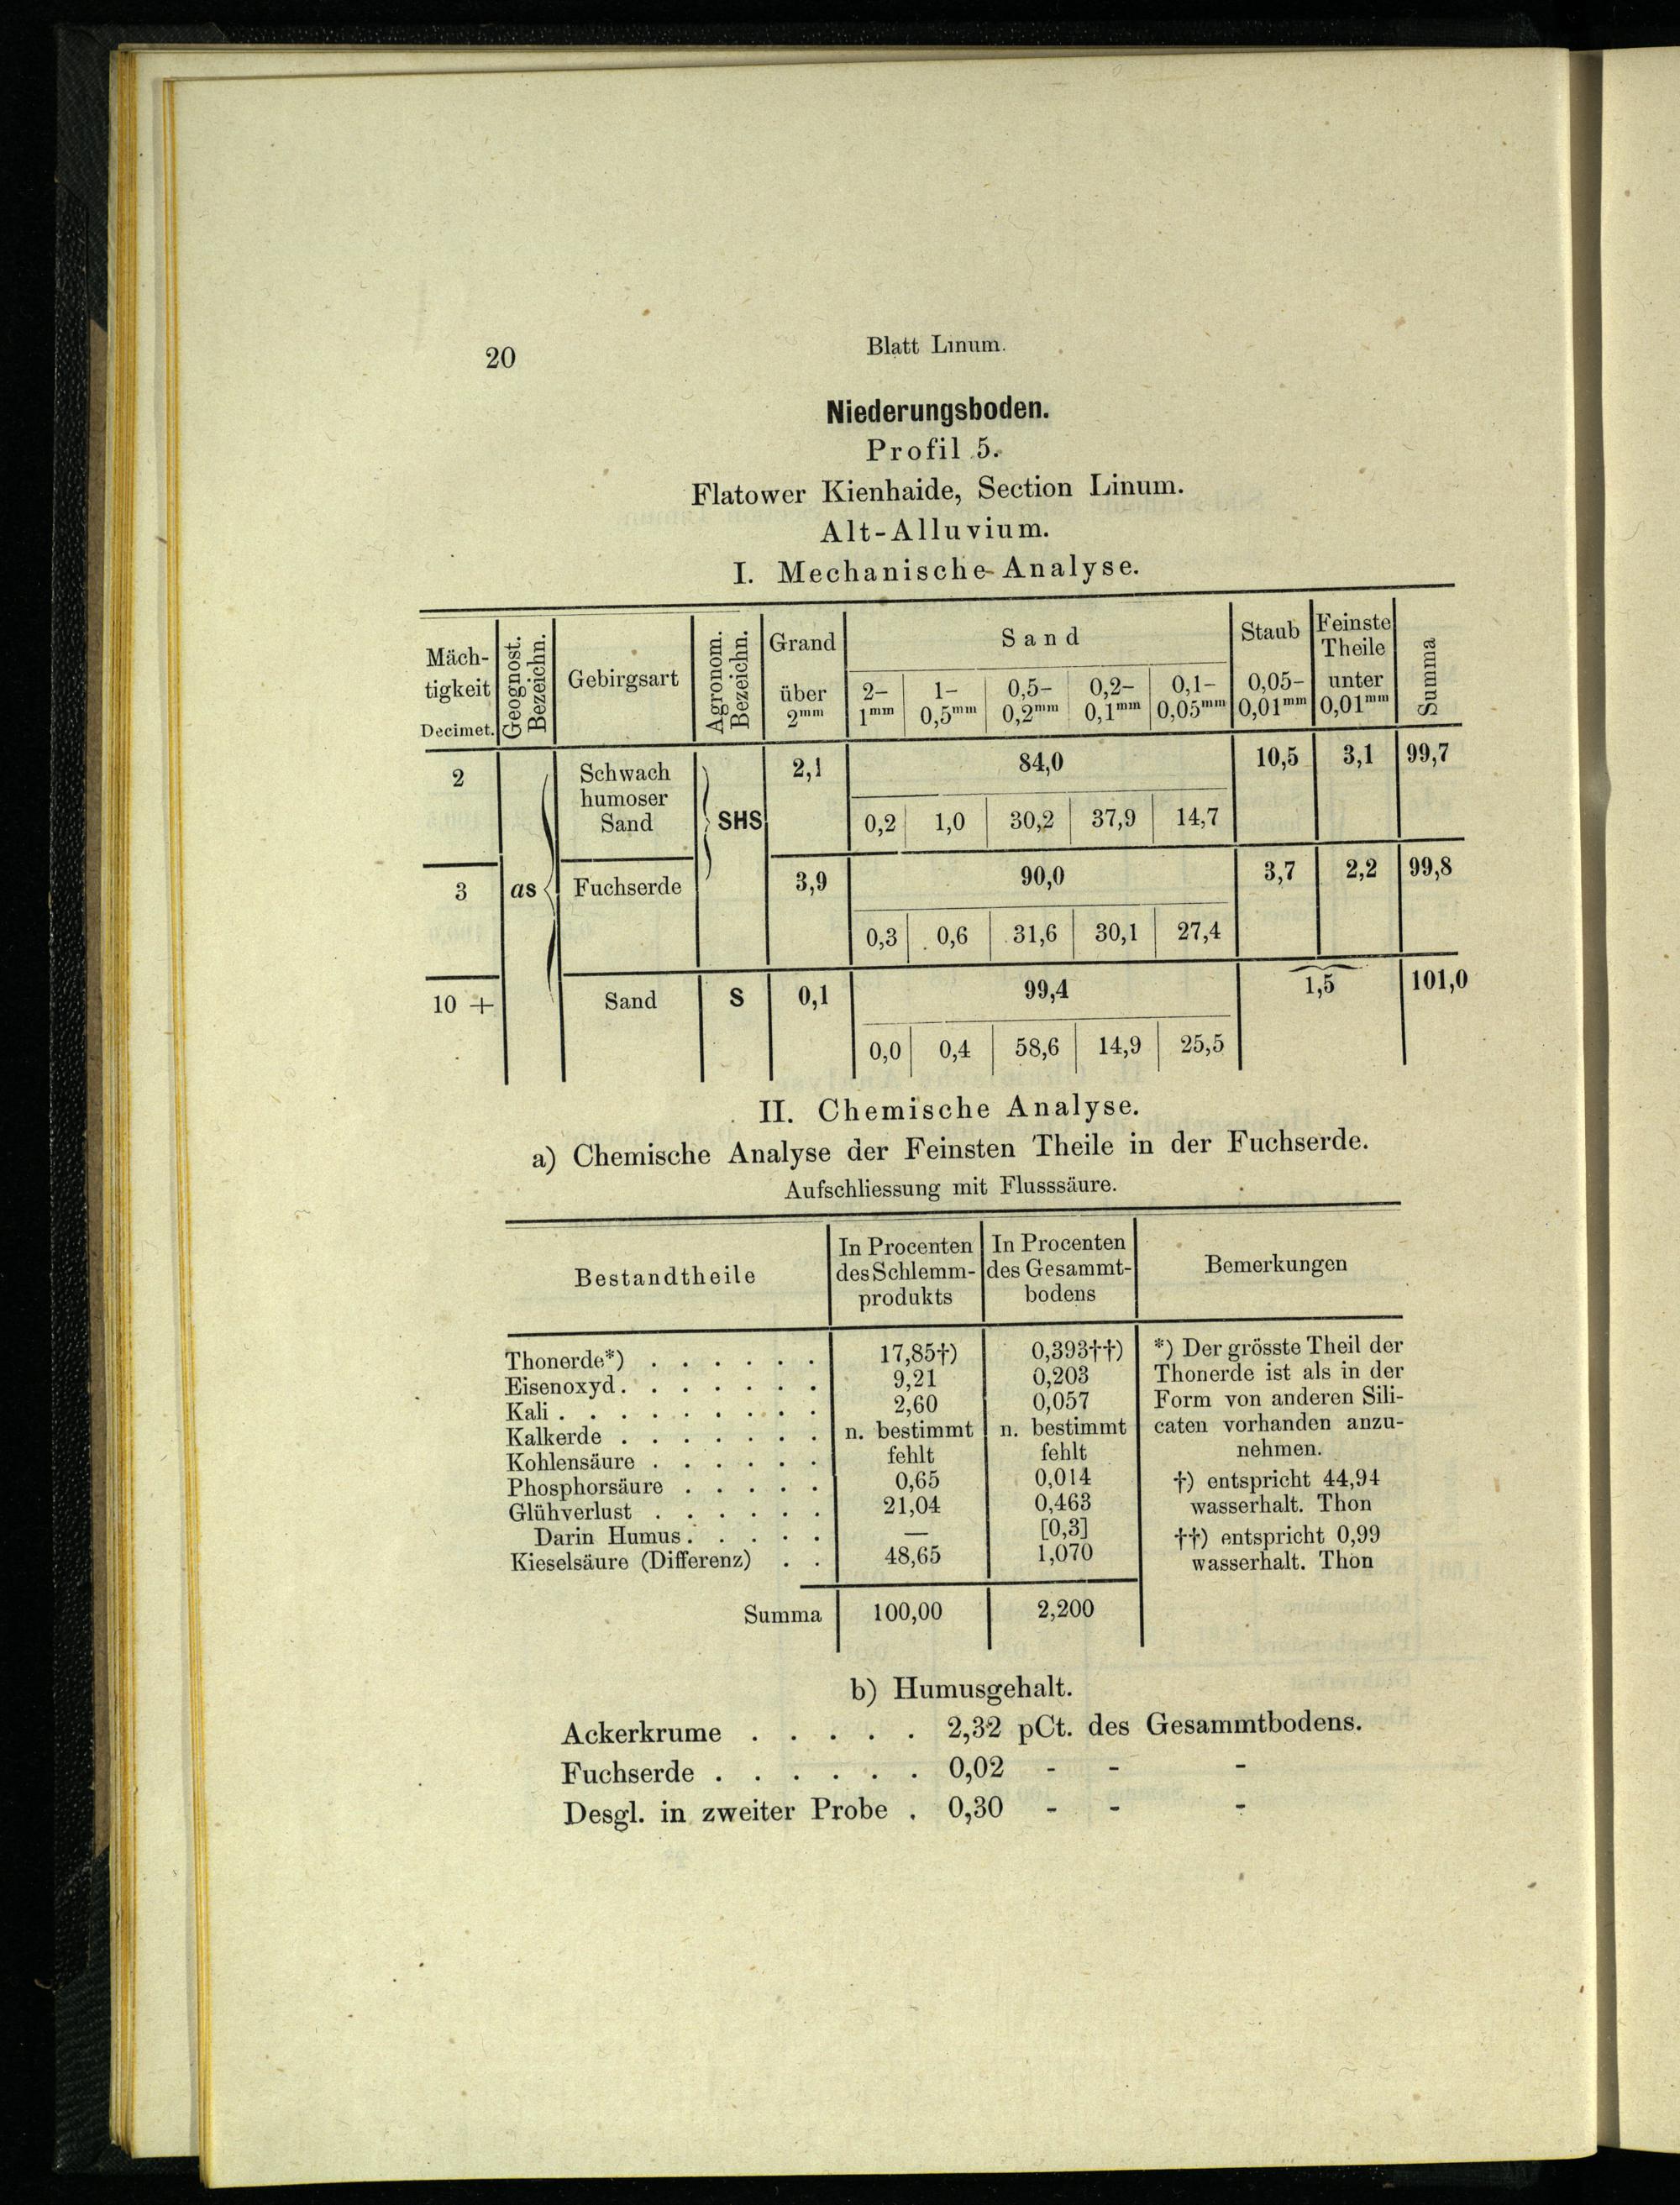 20
Blatt Linum.
Niederungsboden.
Profil 5.
Flatower Kienhaide, Section Linum.
Alt-Alluvium.
I. Mechanische Analyse.
Mäch-
tigkeit
Decimet.
Geognost.
Bezeichn.
Gebirgsart
Agronom.
Bezeichn.
Grand
über
2mm
Sand
2- 1- 0,5- 0,2- 0,1-
1mm 0,5mm 0,2mm 0,1mm 0,05mm
Staub
0,05-
0,01mm
Feinste
Theile
unter
0,01mm
Summa
2 Schwach 2,1 84,0 10,5 3,1 99,7
humoser
Sand SHS 0,2 1,0 30,2 37,9 14,7
3 as Fuchserde 3,9 90,0 3,7 2,2 99,8
0,3 0,6 31,6 30,1 27,4
10 + Sand S 0,1 99,4 1,5 101,0
0,0 0,4 58,6 14,9 25,5
II. Chemische Analyse.
a) Chemische Analyse der Feinsten Theile in der Fuchserde.
Aufschliessung mit Flusssäure.
Bestandtheile
In Procenten
des Schlemm-
produkts
In Procenten
des Gesammt-
bodens
Bemerkungen
Thonerde*) . . . . . . 17,85†) 0,393††)
Eisenoxyd . . . . . . . 9,21 0,203
Kali . . . . . . . . . 2,60 0,057
Kalkerde . . . . . . . n. bestimmt n. bestimmt
Kohlensäure . . . . . . fehlt fehlt
Phosphorsäure . . . . . 0,65 0,014
Glühverlust . . . . . . 21,04 0,463
Darin Humus . . . . . — [0,3]
Kieselsäure (Differenz) . . 48,65 1,070
Summa 100,00 2,200
*) Der grösste Theil der
Thonerde ist als in der
Form von anderen Sili-
caten vorhanden anzu-
nehmen.
†) entspricht 44,94
wasserhalt. Thon
††) entspricht 0,99
wasserhalt. Thon
b) Humusgehalt.
Ackerkrume . . . . . 2,32 pCt. des Gesammtbodens.
Fuchserde . . . . . . 0,02 - - -
Desgl. in zweiter Probe . 0,30 - - -